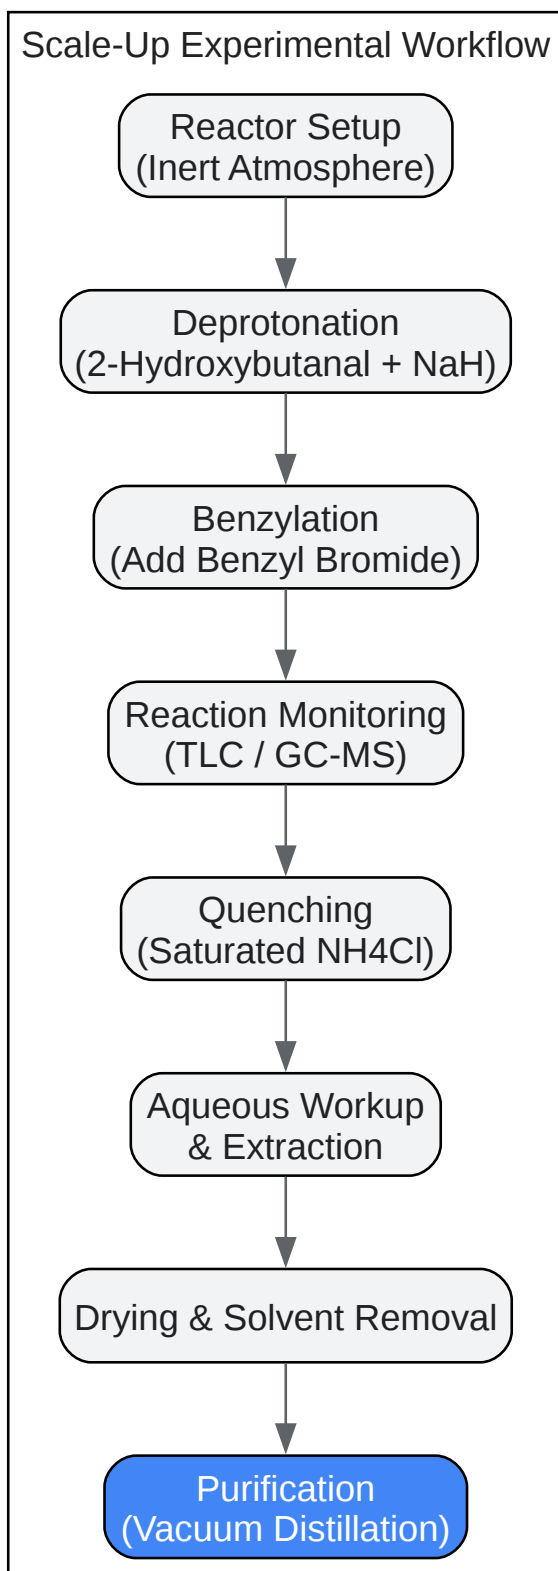 Scale-Up Experimental Workflow
Reactor Setup
(Inert Atmosphere)
Deprotonation
(2-Hydroxybutanal + NaH)
Benzylation
(Add Benzyl Bromide)
Reaction Monitoring
(TLC / GC-MS)
Quenching
(Saturated NH4Cl)
Aqueous Workup
& Extraction
Drying & Solvent Removal
Purification
(Vacuum Distillation)